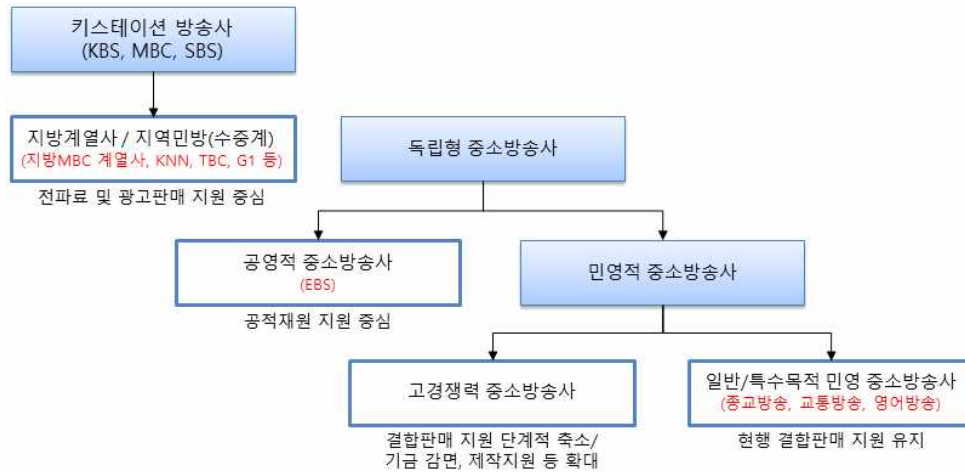 키스테이션 방송사
(KBS, MBC, SBS)
지방계열사 / 지역민방(수중계)
(지방MBC 계열사, KNN, TBC, G1 등)
전파료 및 광고판매 지원 중심
독립형 중소방송사
공영적 중소방송사
(EBS)
공적재원 지원 중심
민영적 중소방송사
고경쟁력 중소방송사
결합판매 지원 단계적 축소/
기금 감면, 제작지원 등 확대
일반/특수목적 민영 중소방송사
(종교방송, 교통방송, 영어방송)
현행 결합판매 지원 유지